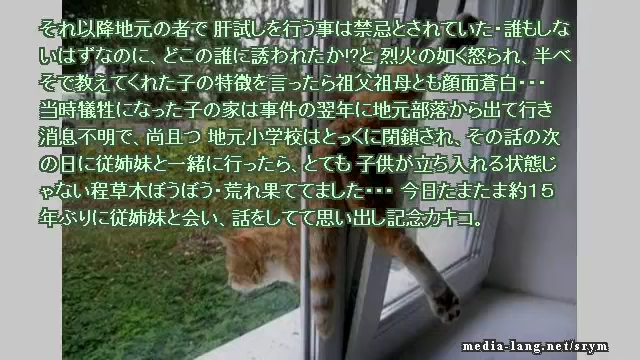 それ以降地元の者で 肝試しを行う事は禁忌とされていた・誰もしな
いはずなのに、どこの誰に誘われたか!?と 烈火の如く怒られ、半べ
そで教えてくれた子の特徴を言ったら祖父祖母とも顔面蒼白・・・
当時犠牲になった子の家は事件の翌年に地元部落から出て行き
消息不明で、尚且つ 地元小学校はとっくに閉鎖され、その話の次
の日に従姉妹と一緒に行ったら、とても 子供が立ち入れる状態じ
ゃない程草木ぼうぼう・荒れ果ててました・・・ 今日たまたま約１５
年ぶりに従姉妹と会い、話をしてて思い出し記念カキコ。
media-lang.net/srym